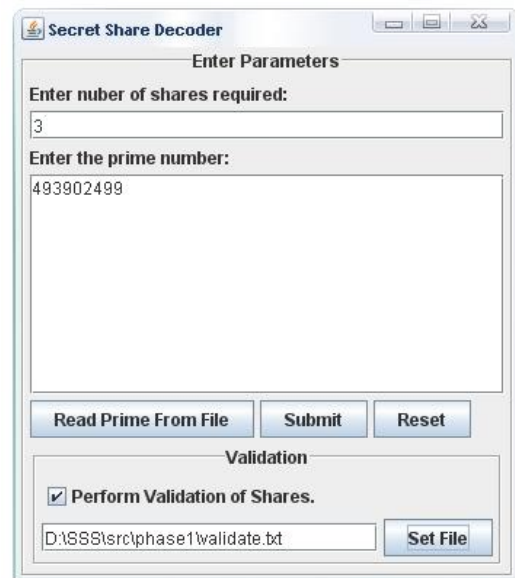 Secret Share Decoder
Enter Parameters
Enter nuber of shares required:
3
Enter the prime number:
493902499
Read Prime From File Submit Reset
Validation
Perform Validation of Shares.
D:\SSS\src\phase1\validate.txt Set File